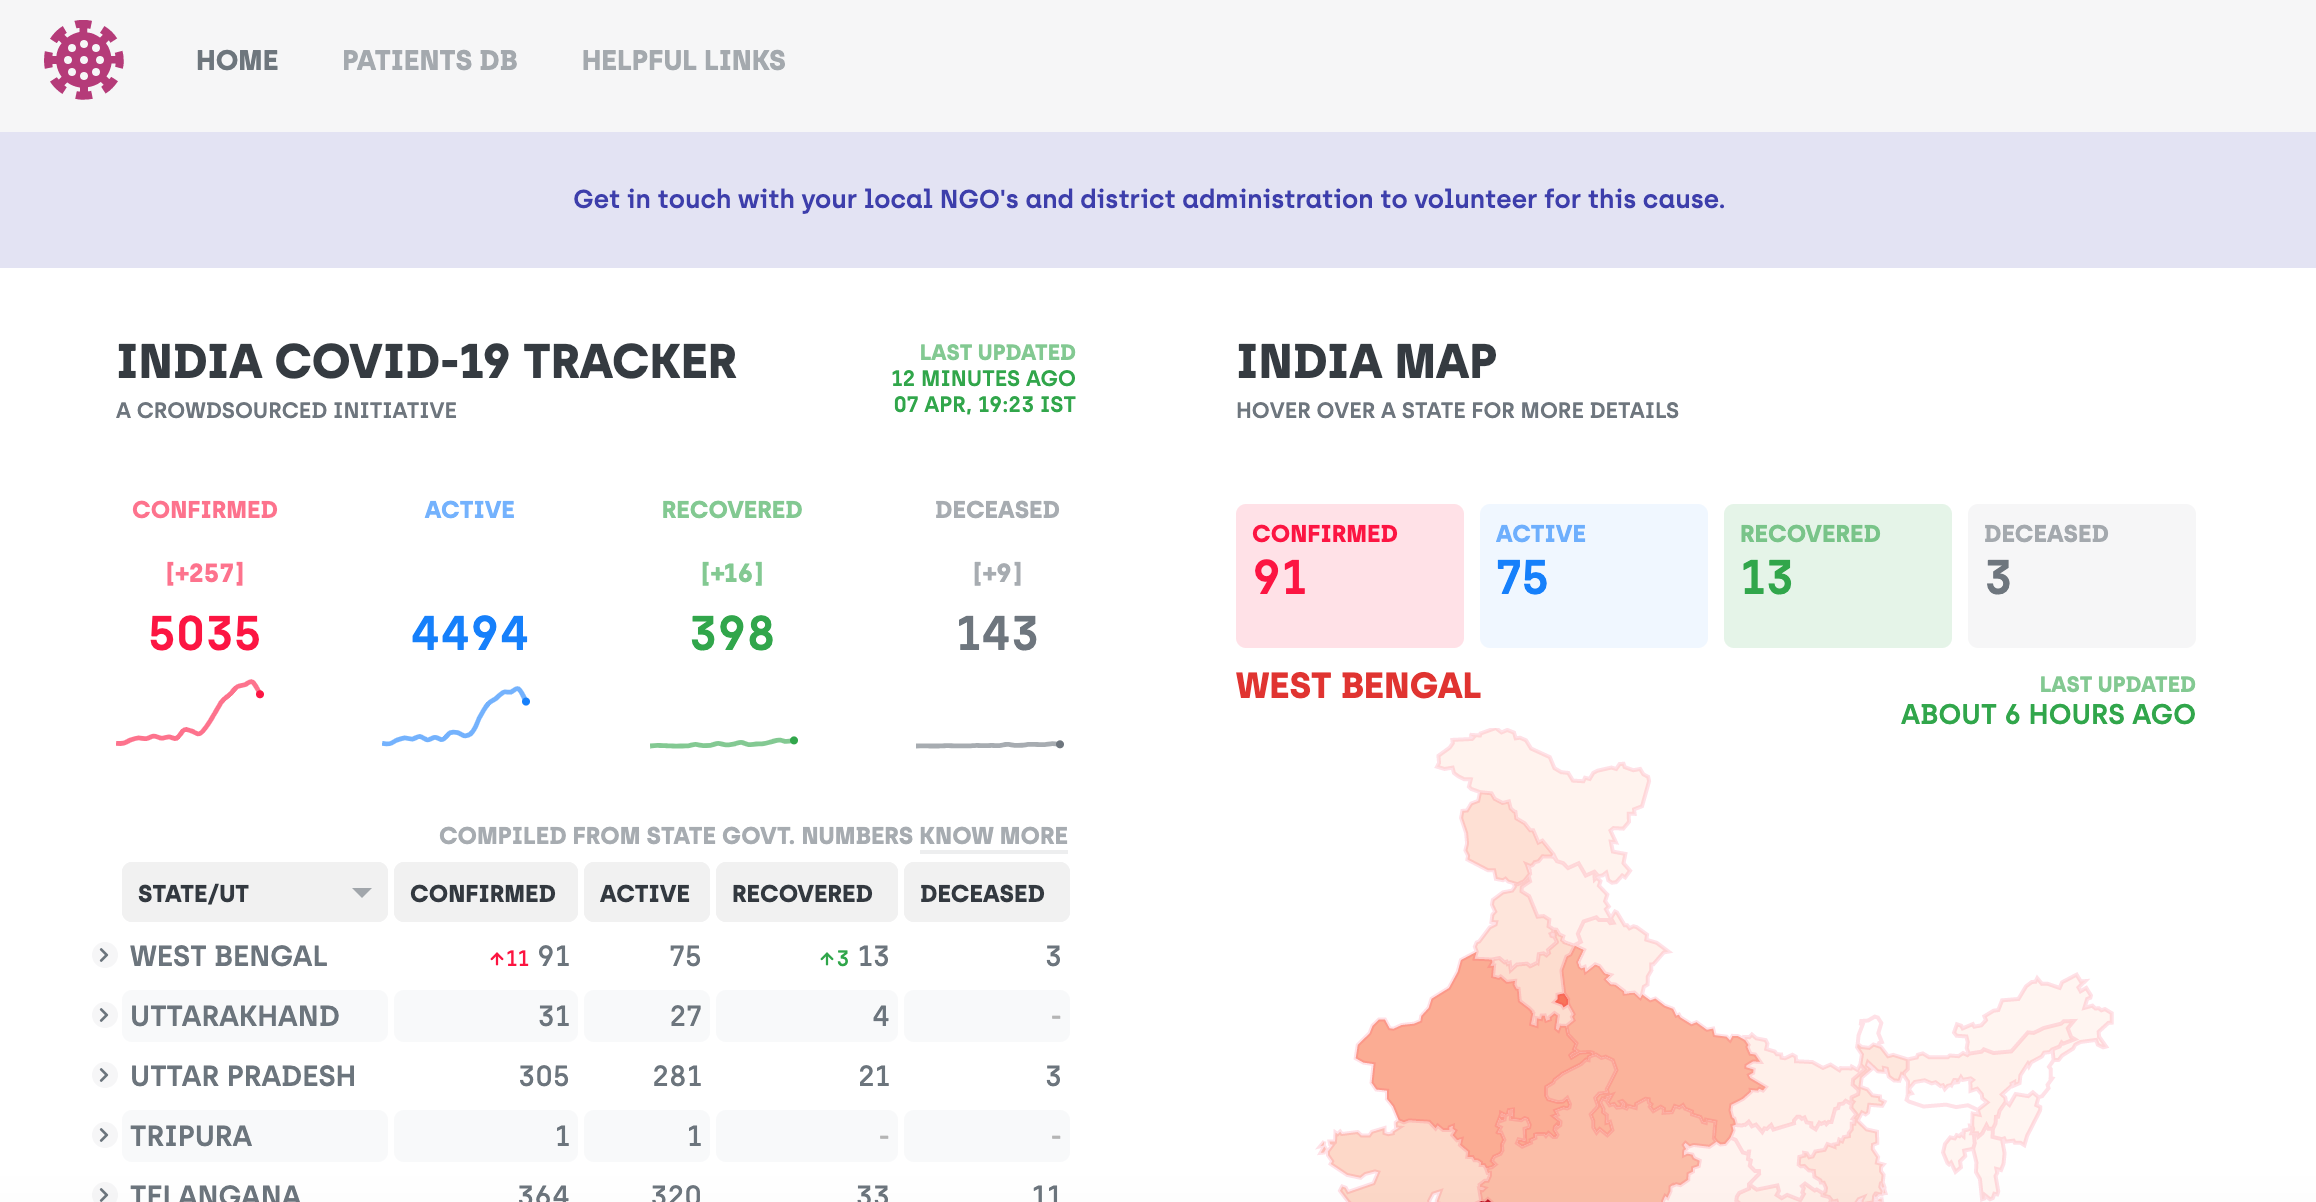 HOME PATIENTS DB HELPFUL LINKS
Get in touch with your local NGO's and district administration to volunteer for this cause.
INDIA COVID-19 TRACKER
A CROWDSOURCED INITIATIVE
LAST UPDATED
12 MINUTES AGO
07 APR, 19:23 IST
CONFIRMED ACTIVE RECOVERED DECEASED
[+257] [+16] [+9]
5035 4494 398 143
COMPILED FROM STATE GOVT. NUMBERS KNOW MORE
STATE/UT CONFIRMED ACTIVE RECOVERED DECEASED
WEST BENGAL ↑11 91 75 ↑3 13 3
UTTARAKHAND 31 27 4 -
UTTAR PRADESH 305 281 21 3
TRIPURA 1 1 - -
TELANGANA 364 320 33 11
INDIA MAP
HOVER OVER A STATE FOR MORE DETAILS
CONFIRMED ACTIVE RECOVERED DECEASED
91 75 13 3
WEST BENGAL
LAST UPDATED
ABOUT 6 HOURS AGO